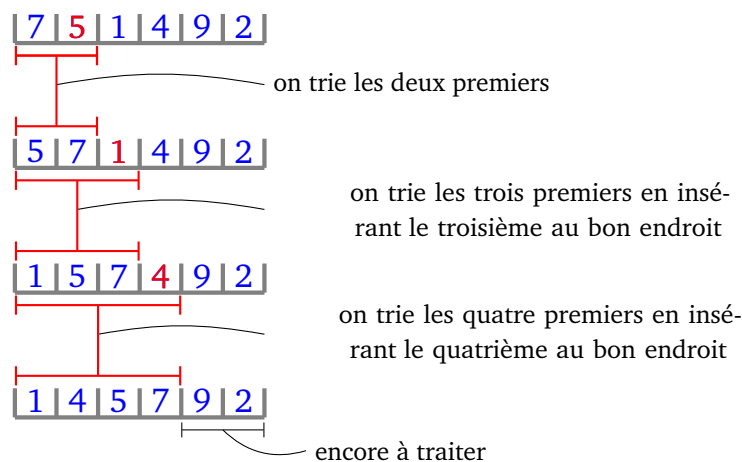 7 5 1 4 9 2
on trie les deux premiers
5 7 1 4 9 2
on trie les trois premiers en insé-
rant le troisième au bon endroit
1 5 7 4 9 2
on trie les quatre premiers en insé-
rant le quatrième au bon endroit
1 4 5 7 9 2
encore à traiter